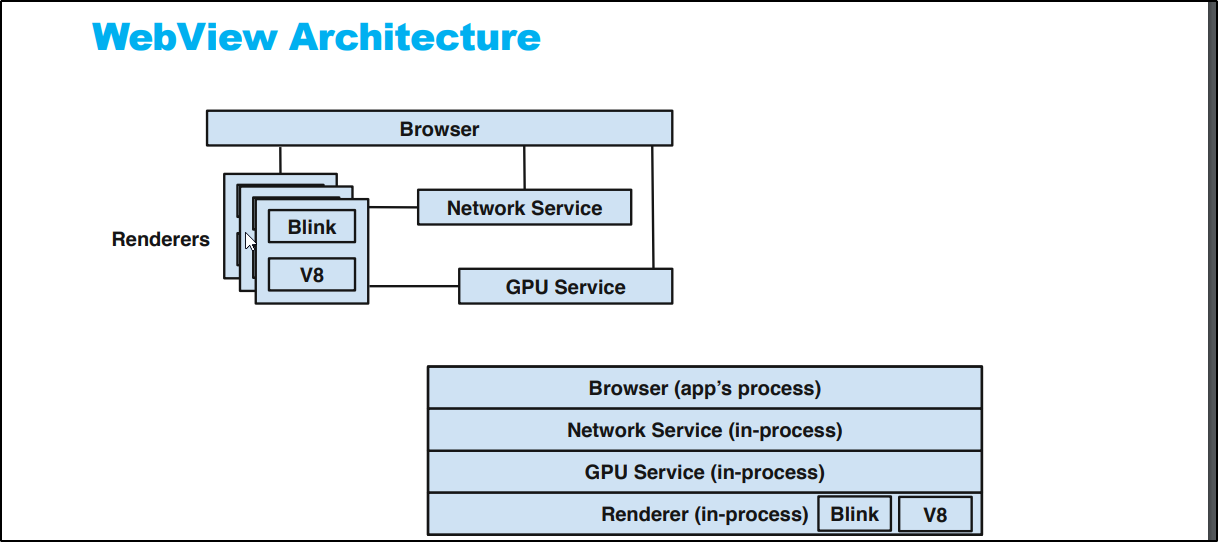 WebView Architecture
Browser
Network Service
Blink
Renderers
V8
GPU Service
Browser (app’s process)
Network Service (in-process)
GPU Service (in-process)
Renderer (in-process) Blink V8